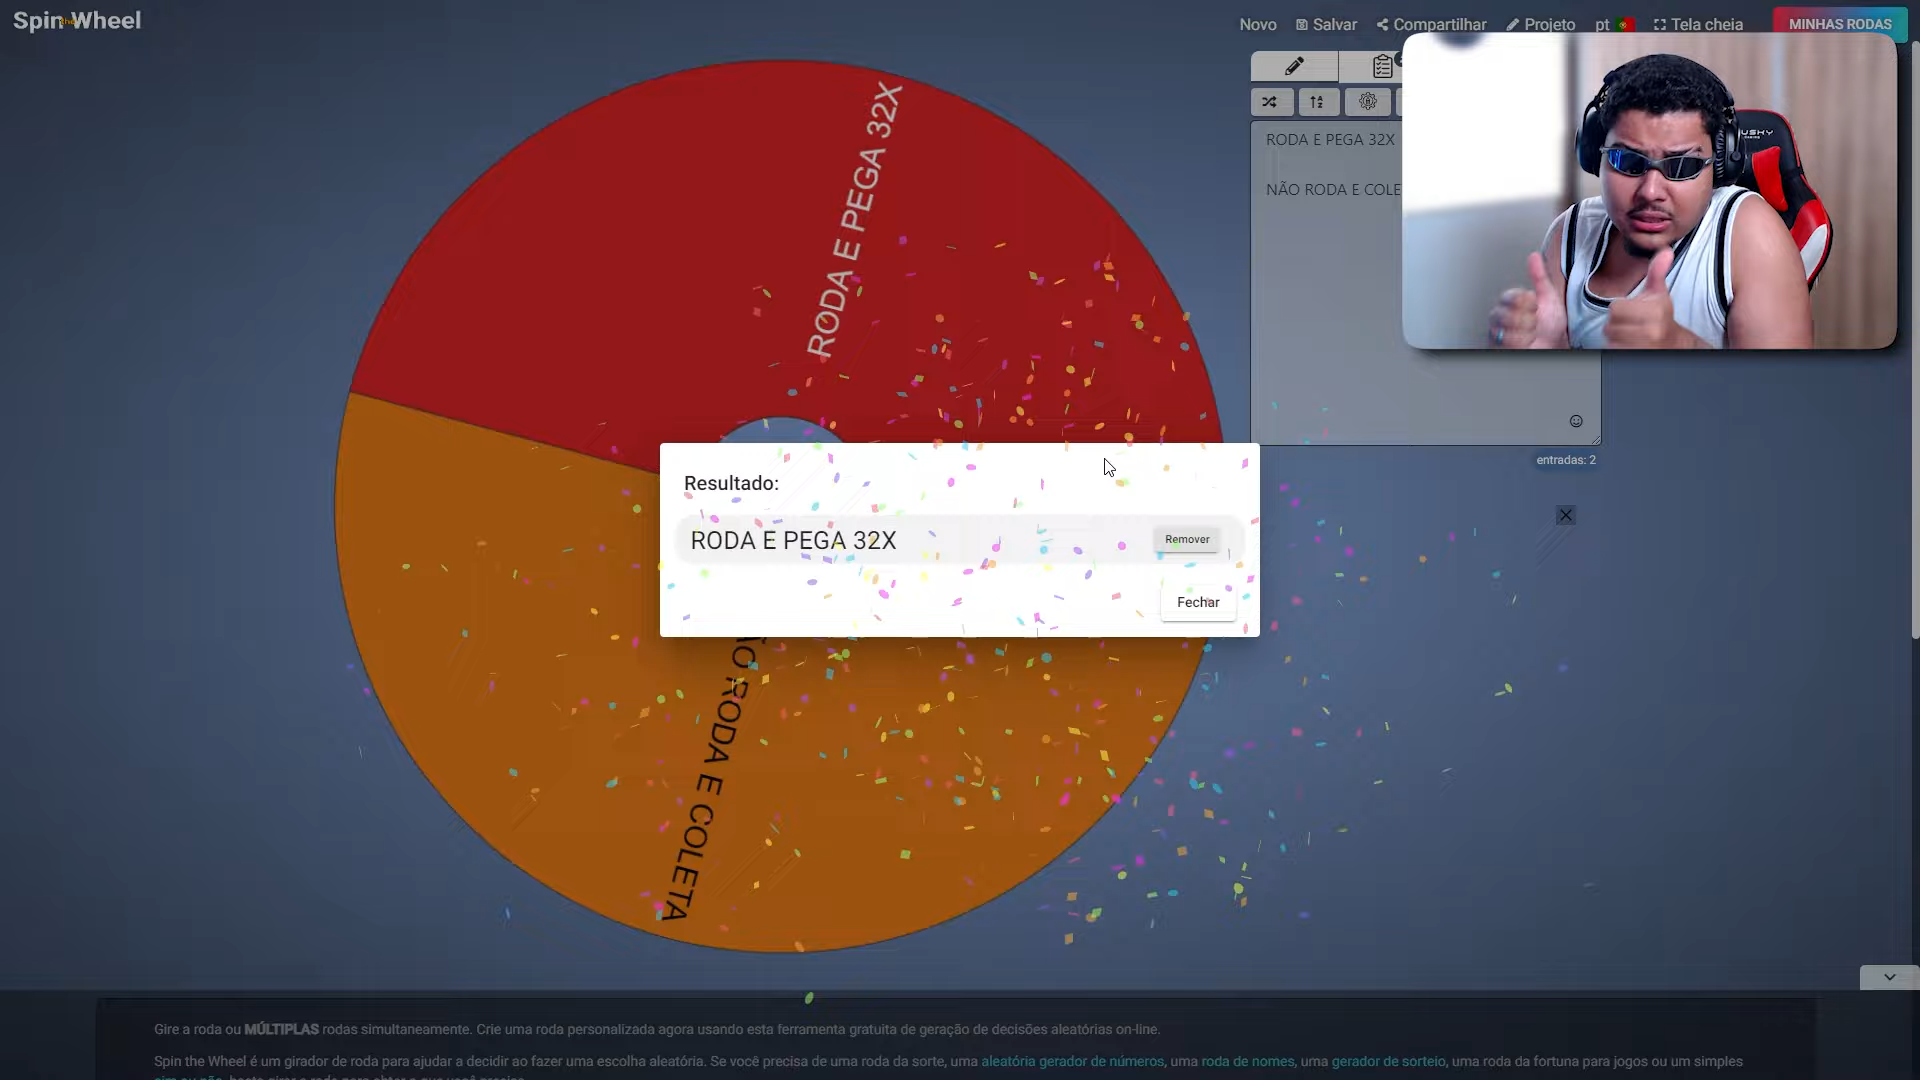 Spin the Wheel
Novo
Salvar
Compartilhar
Projeto
pt
Tela cheia
MINHAS RODAS
RODA E PEGA 32X
NÃO RODA E COLE
USKY
RODA E PEGA 32X
ÃO RODA E COLETA
entradas: 2
Resultado:
RODA E PEGA 32X
Remover
Fechar
Gire a roda ou MÚLTIPLAS rodas simultaneamente. Crie uma roda personalizada agora usando esta ferramenta gratuita de geração de decisões aleatórias on-line.
Spin the Wheel é um girador de roda para ajudar a decidir ao fazer uma escolha aleatória. Se você precisa de uma roda da sorte, uma aleatória gerador de números, uma roda de nomes, uma gerador de sorteio, uma roda da fortuna para jogos ou um simples